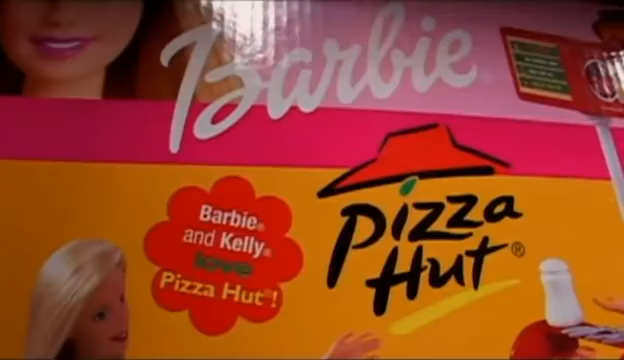 Barbie
Pizza
Hut®
Barbie®
and Kelly®
love
Pizza Hut®!